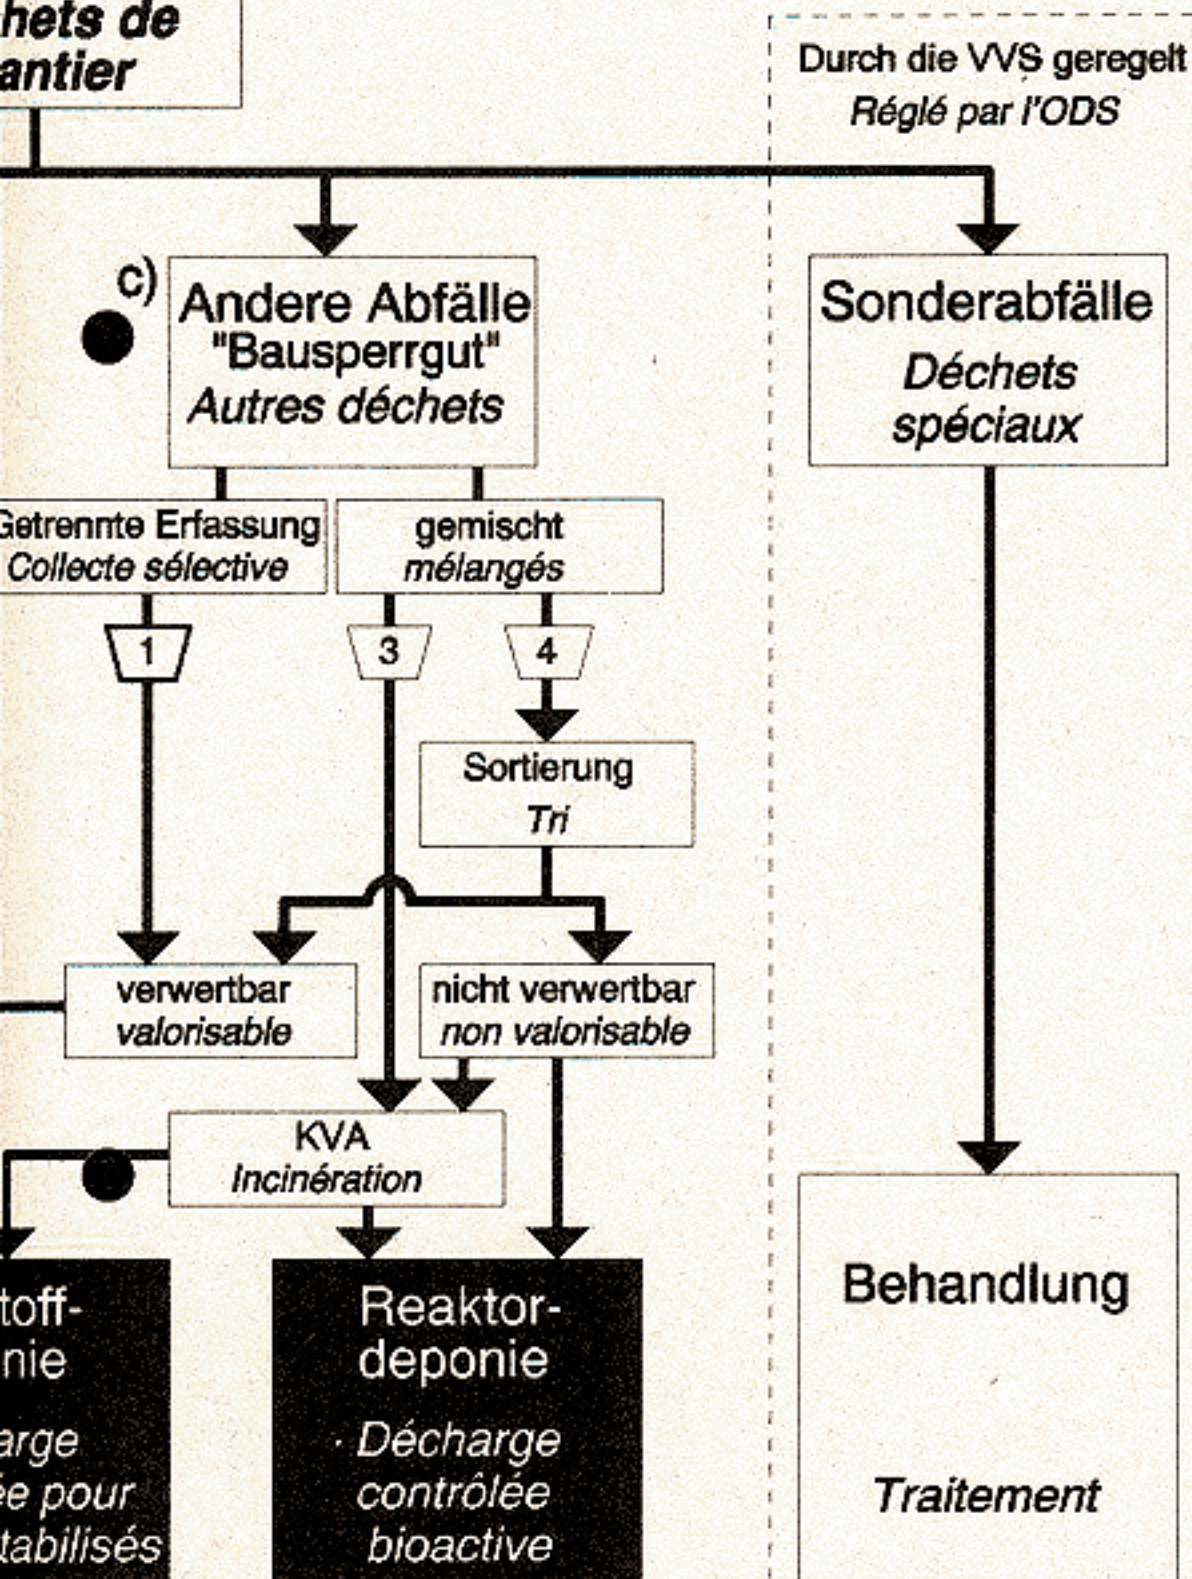 hets de
antier
Durch die VVS geregelt
Réglé par l'ODS
c)
Andere Abfälle
"Bausperrgut"
Autres déchets
Sonderabfälle
Déchets
spéciaux
Getrennte Erfassung
Collecte sélective
gemischt
mélangés
1
3
4
Sortierung
Tri
verwertbar
valorisable
nicht verwertbar
non valorisable
KVA
Incinération
toff-
nie
arge
ée pour
tabilisés
Reaktor-
deponie
Décharge
contrôlée
bioactive
Behandlung
Traitement